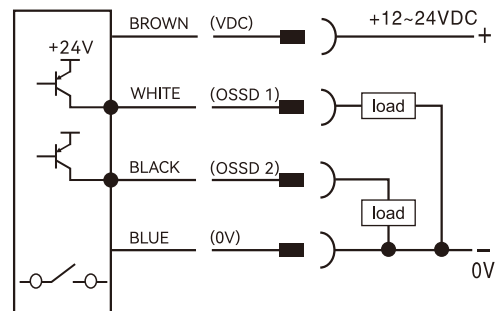 BROWN (VDC) +12~24VDC
+
+24V
WHITE (OSSD 1) load
BLACK (OSSD 2)
load
BLUE (0V) −
0V